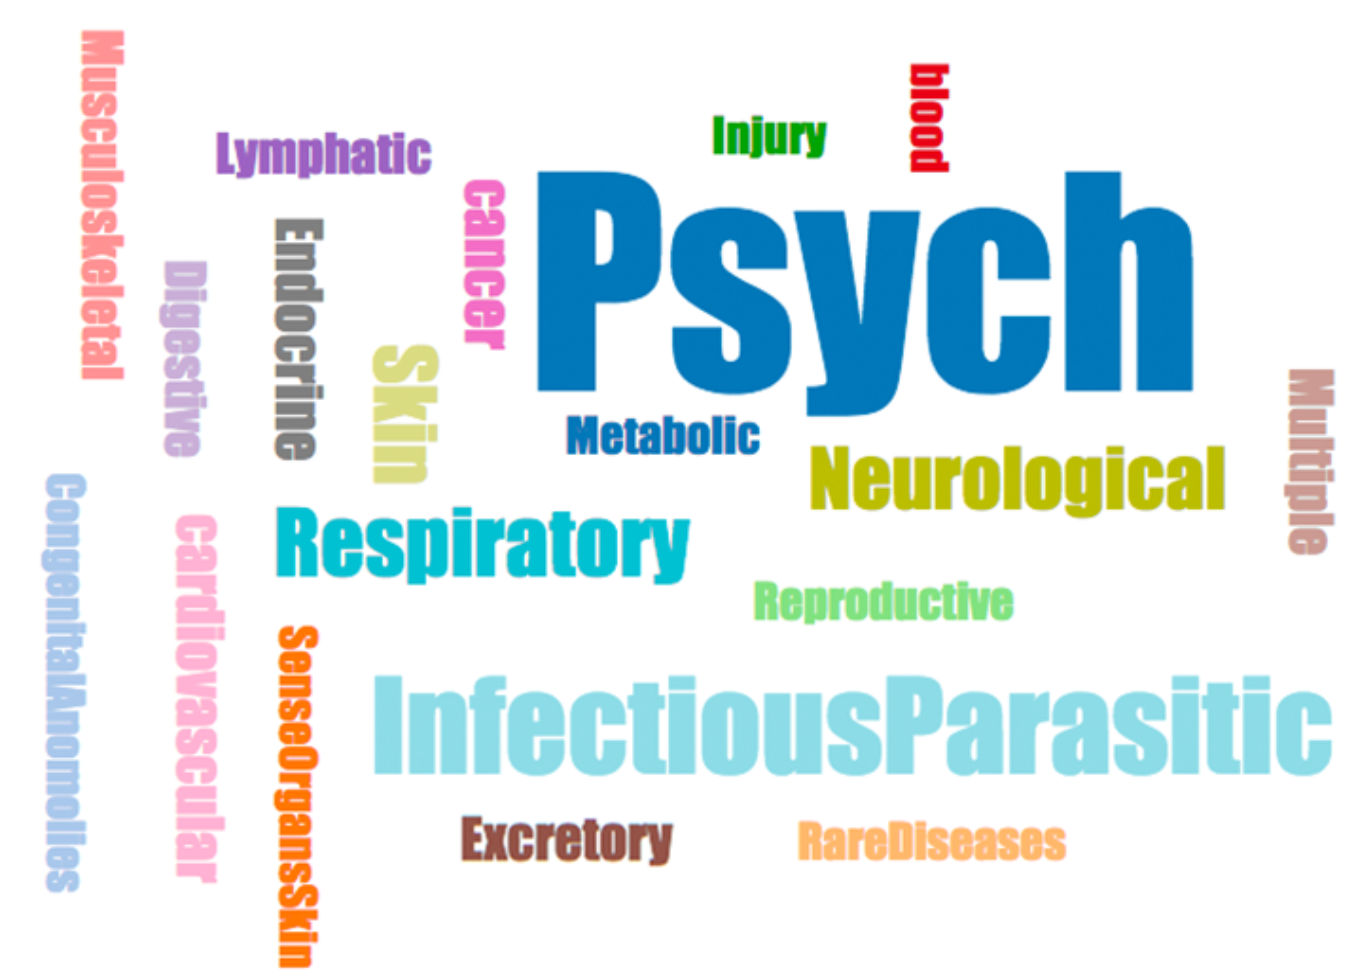 Musculoskeletal
Lymphatic
Injury
blood
cancer
Psych
Endocrine
Digestive
Skin
Metabolic
Neurological
Multiple
CongenitalAnomolies
cardiovascular
Respiratory
Reproductive
SenseOrgansSkin
InfectiousParasitic
Excretory
RareDiseases